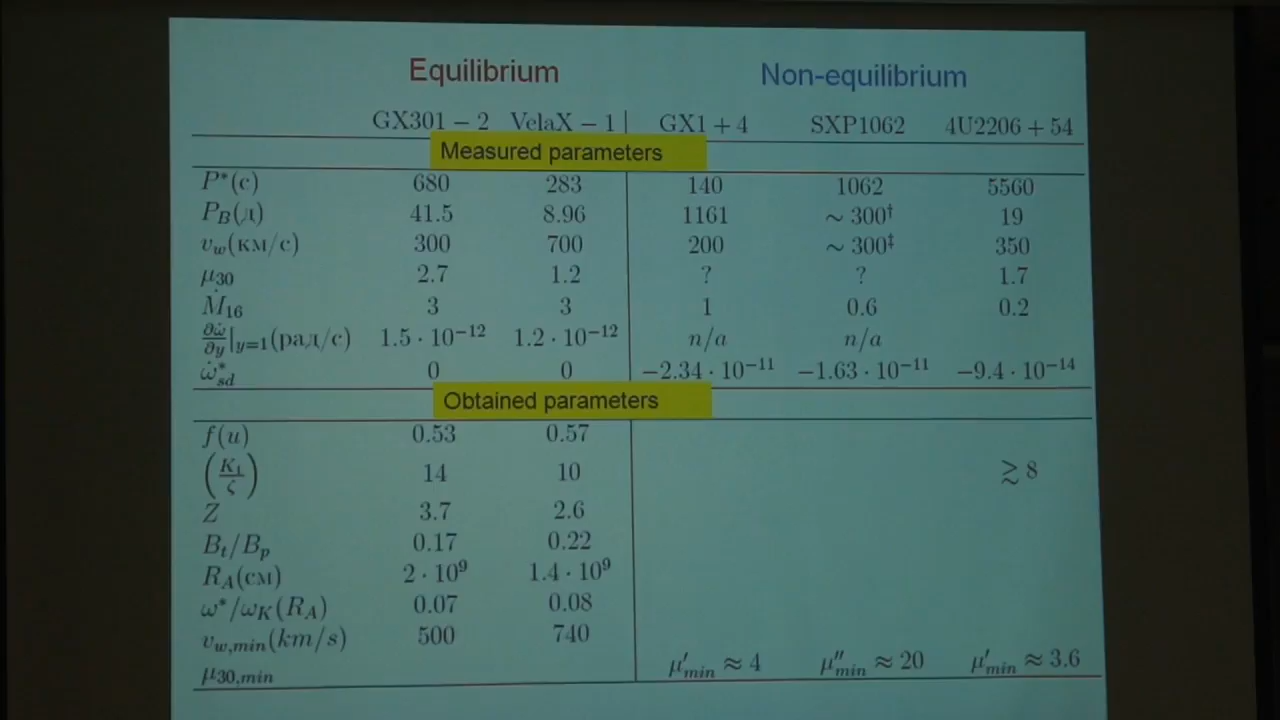 Equilibrium Non-equilibrium
GX301 − 2 VelaX − 1 GX1 + 4 SXP1062 4U2206 + 54
Measured parameters
P*(с) 680 283 140 1062 5560
P_B(д) 41.5 8.96 1161 ∼ 300† 19
v_w(км/с) 300 700 200 ∼ 300‡ 350
μ_30 2.7 1.2 ? ? 1.7
Ṁ_16 3 3 1 0.6 0.2
∂ω̇/∂y|_y=1(рад/с) 1.5 · 10^−12 1.2 · 10^−12 n/a n/a
ω̇*_sd 0 0 −2.34 · 10^−11 −1.63 · 10^−11 −9.4 · 10^−14
Obtained parameters
f(u) 0.53 0.57
(K_1/ζ) 14 10 ≳ 8
Z 3.7 2.6
B_t/B_p 0.17 0.22
R_A(см) 2 · 10^9 1.4 · 10^9
ω*/ω_K(R_A) 0.07 0.08
v_w,min(km/s) 500 740
μ_30,min μ′_min ≈ 4 μ″_min ≈ 20 μ′_min ≈ 3.6